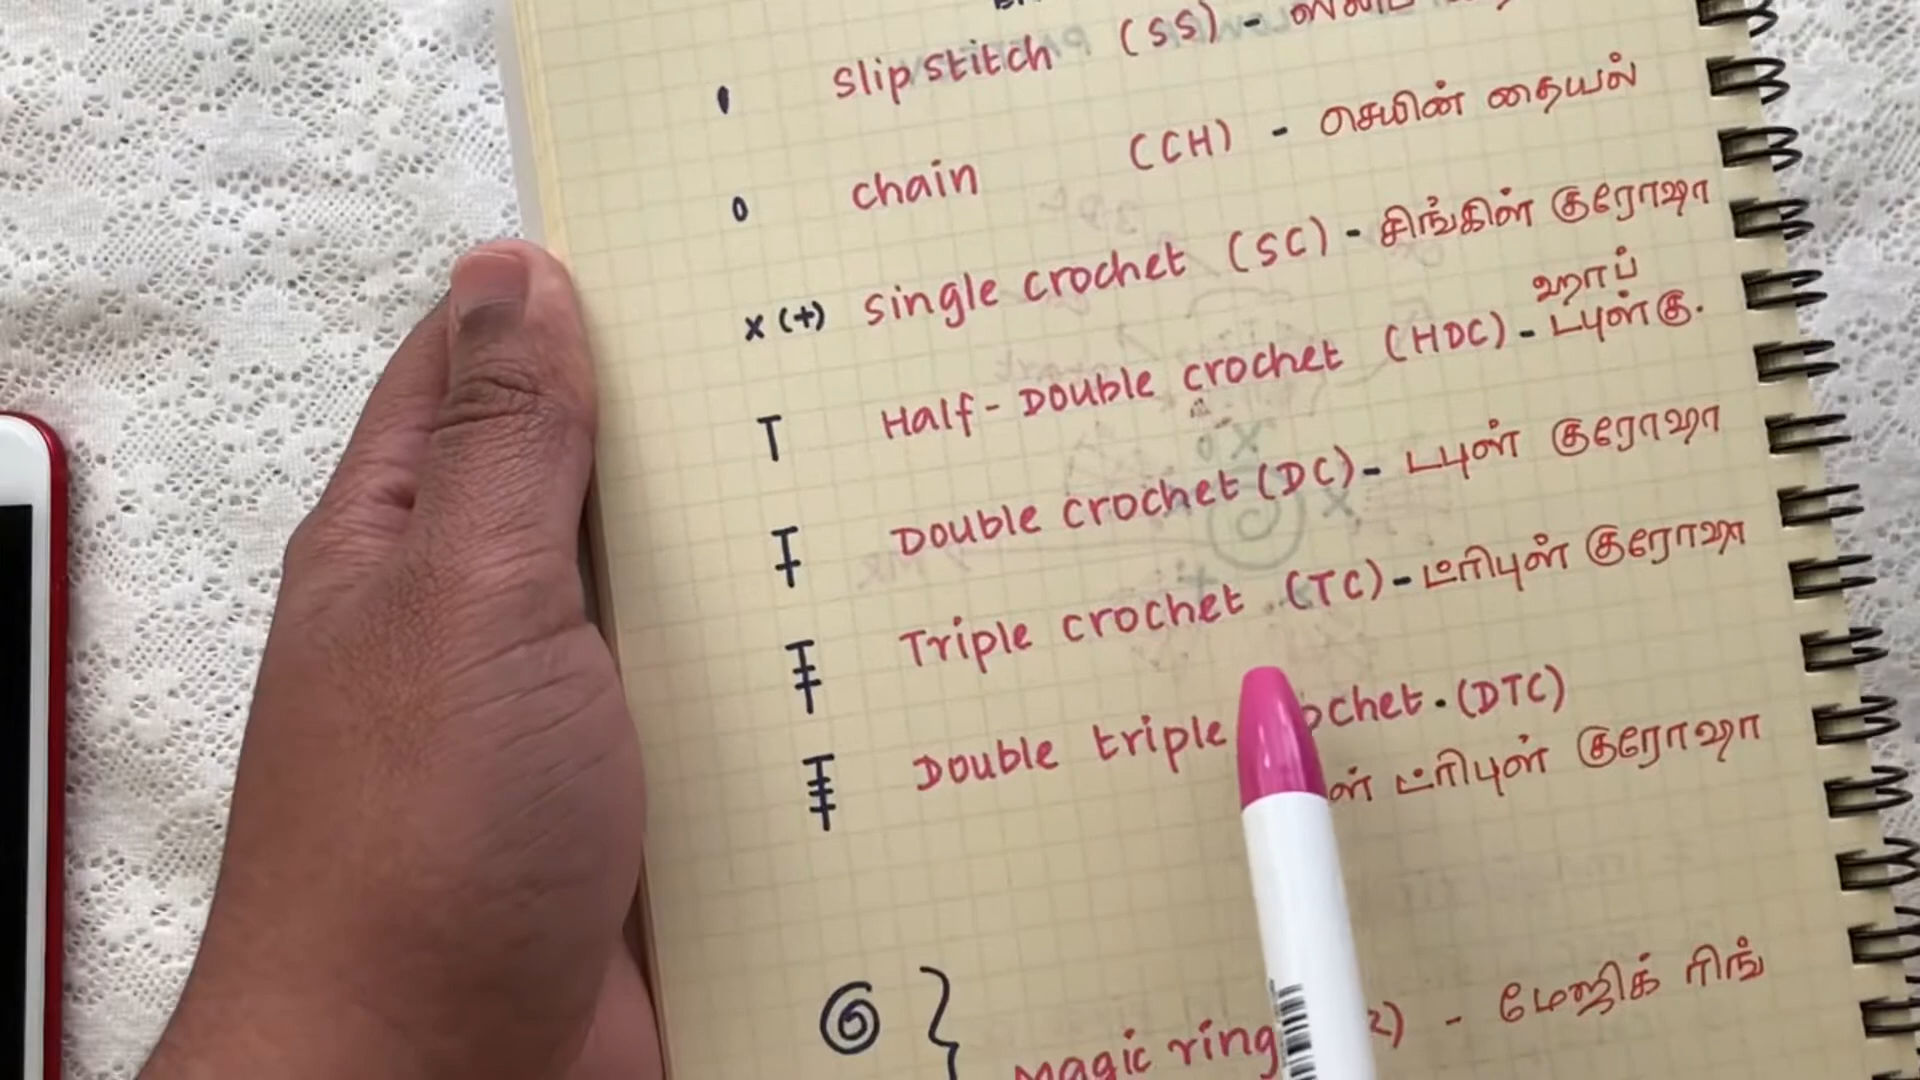 Slip stitch (SS) - ஸ்லிப்
chain (CH) - செயின் தையல்
x (+) Single crochet (SC) - சிங்கிள் குரோஷா
T Half-Double crochet (HDC) - ஹாப் டபுள் கு.
Double crochet (DC) - டபுள் குரோஷா
Triple crochet (TC) - ட்ரிபுள் குரோஷா
Double triple (DTC)
ட்ரிபுள் குரோஷா
Magic ring - மேஜிக் ரிங்